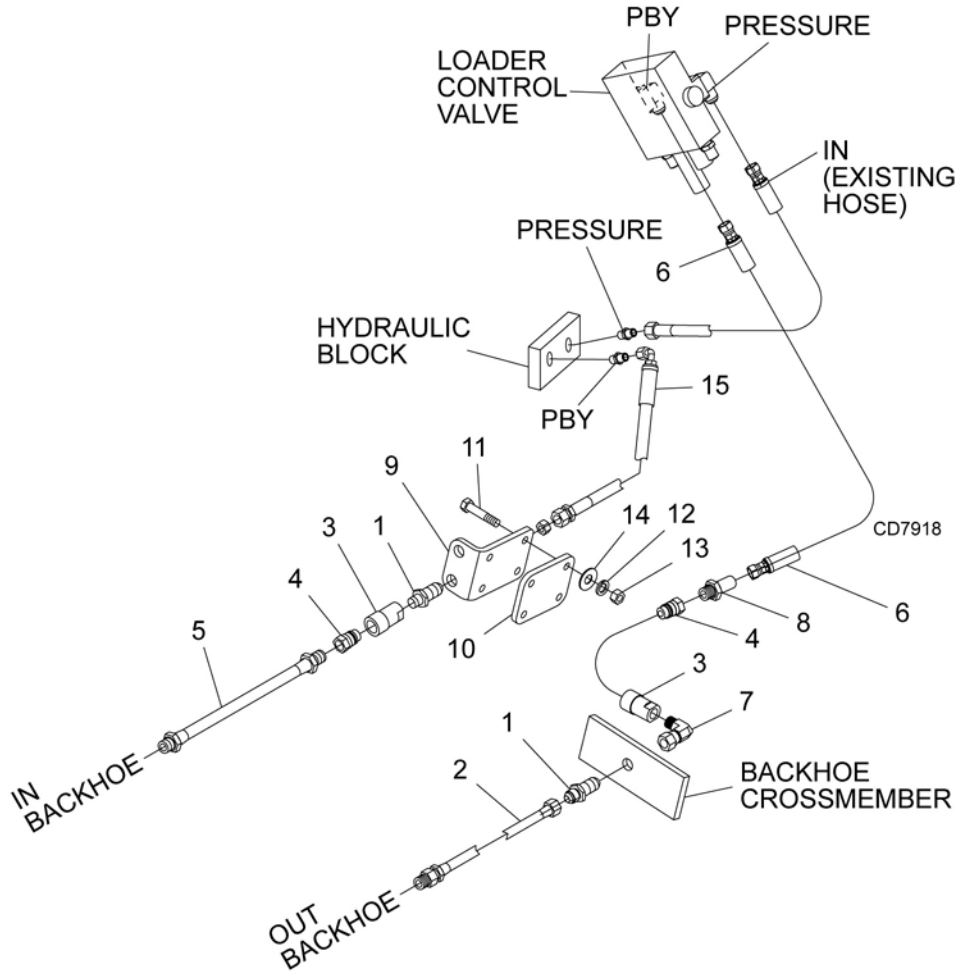 PBY
PRESSURE
LOADER
CONTROL
VALVE
IN
(EXISTING
HOSE)
PRESSURE
6
HYDRAULIC
BLOCK
PBY
15
11
9
3
1
4
14
12
13
CD7918
5
10
8
6
4
3
7
1
2
IN
BACKHOE
BACKHOE
CROSSMEMBER
OUT
BACKHOE